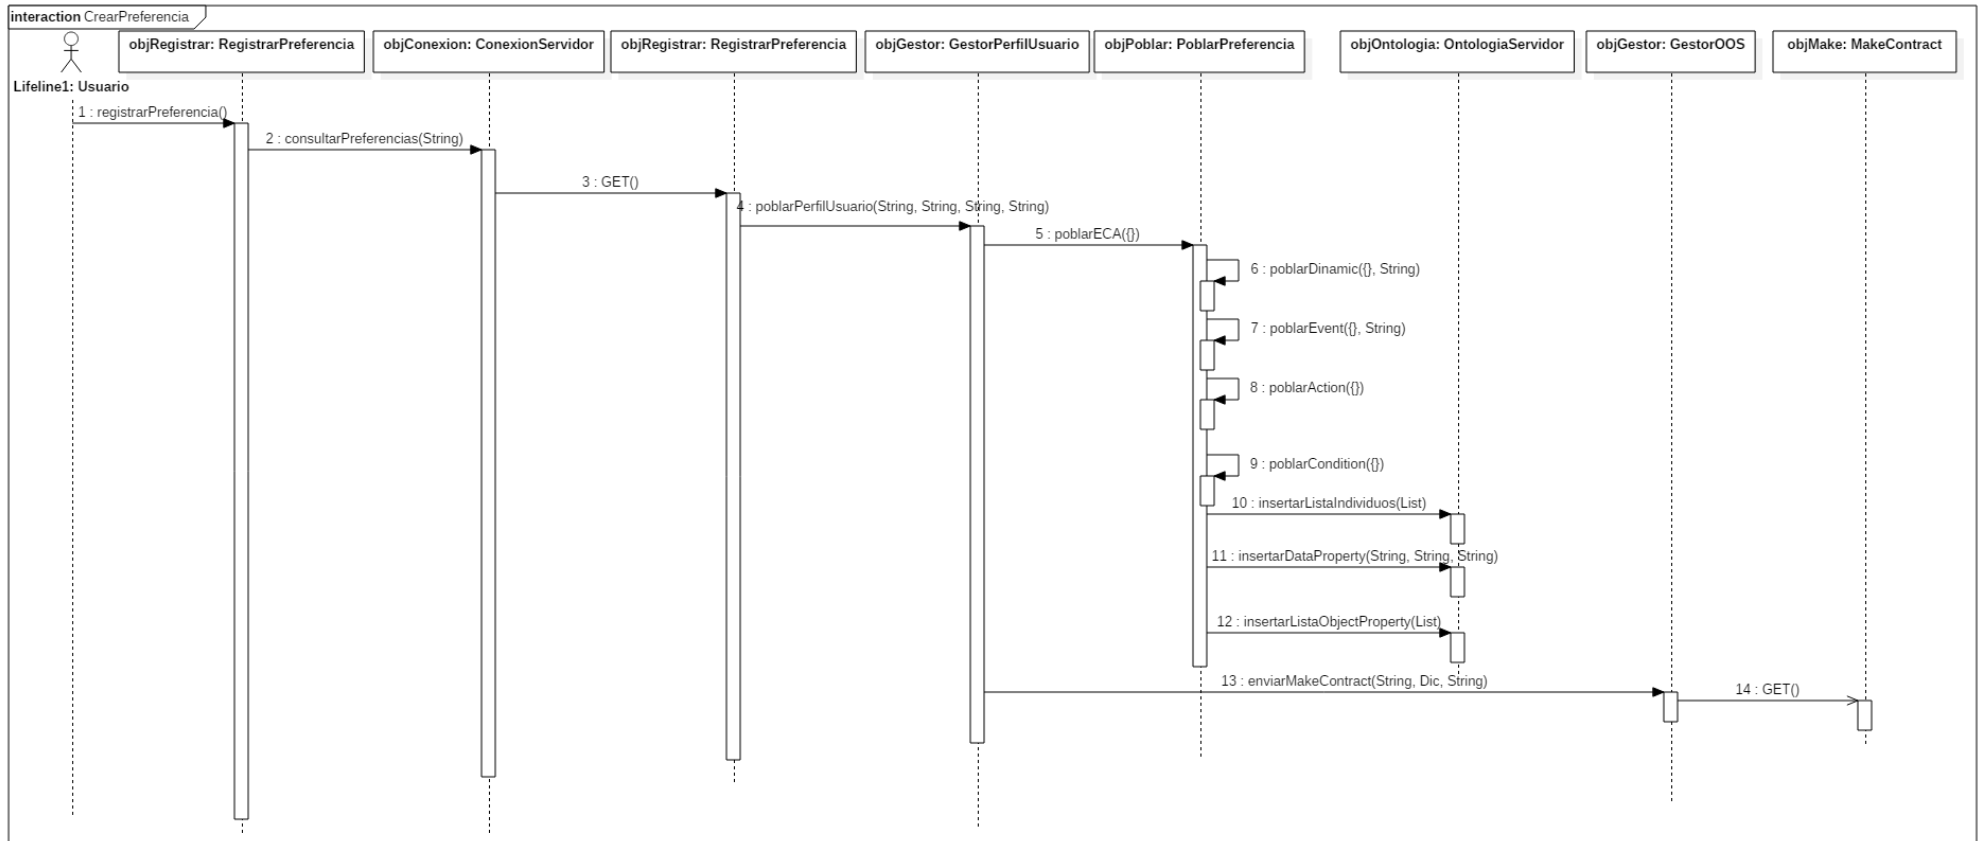 interaction CrearPreferencia
Lifeline1: Usuario
objRegistrar: RegistrarPreferencia
objConexion: ConexionServidor
objRegistrar: RegistrarPreferencia
objGestor: GestorPerfilUsuario
objPoblar: PoblarPreferencia
objOntologia: OntologiaServidor
objGestor: GestorOOS
objMake: MakeContract
1 : registrarPreferencia()
2 : consultarPreferencias(String)
3 : GET()
4 : poblarPerfilUsuario(String, String, String, String)
5 : poblarECA({})
6 : poblarDinamic({}, String)
7 : poblarEvent({}, String)
8 : poblarAction({})
9 : poblarCondition({})
10 : insertarListaIndividuos(List)
11 : insertarDataProperty(String, String, String)
12 : insertarListaObjectProperty(List)
13 : enviarMakeContract(String, Dic, String)
14 : GET()